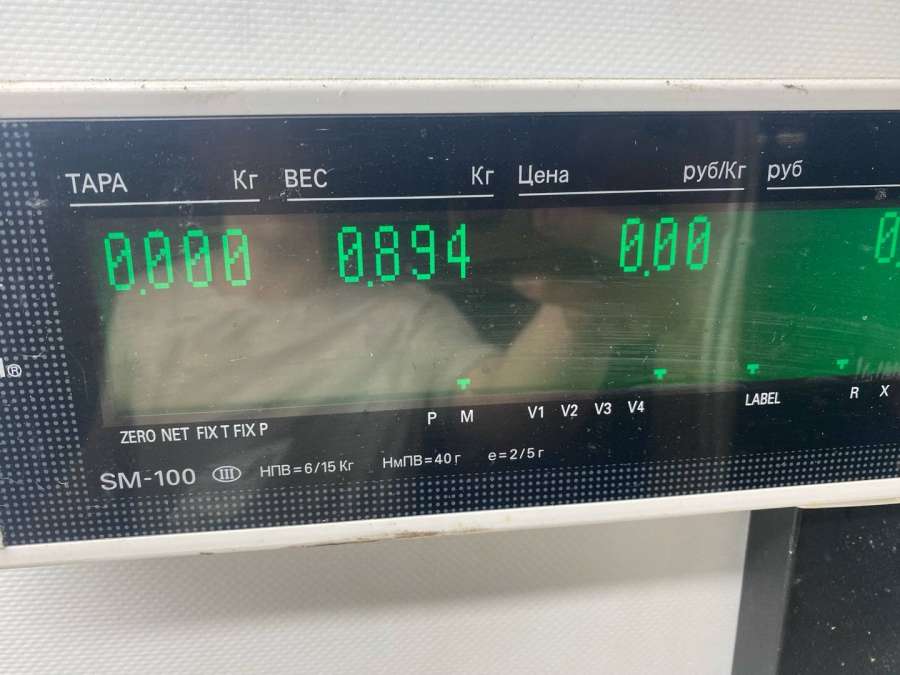 ТАРА Кг ВЕС Кг Цена руб/Кг руб
0.000 0.894 0.00 0.
P M V1 V2 V3 V4 LABEL R X
ZERO NET FIX T FIX P
SM-100 III НПВ=6/15 Кг НмПВ=40 г e=2/5 г